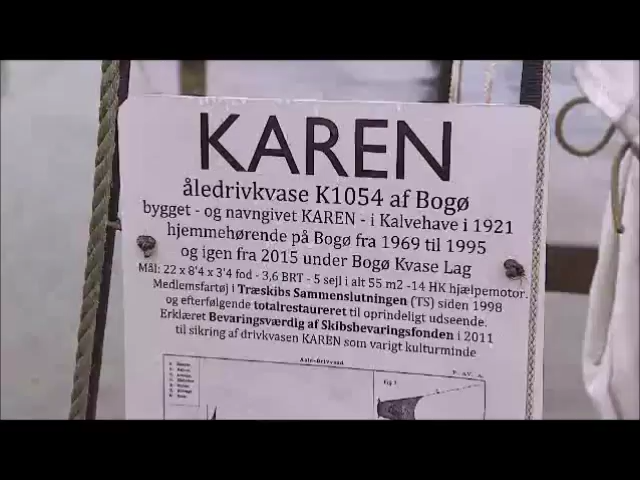 KAREN
åledrivkvase K1054 af Bogø
bygget - og navngivet KAREN - i Kalvehave i 1921
hjemmehørende på Bogø fra 1969 til 1995
og igen fra 2015 under Bogø Kvase Lag
Mål: 22 x 8'4 x 3'4 fod - 3,6 BRT - 5 sejl i alt 55 m2 -14 HK hjælpemotor.
Medlemsfartøj i Træskibs Sammenslutningen (TS) siden 1998
og efterfølgende totalrestaureret til oprindeligt udseende.
Erklæret Bevaringsværdig af Skibsbevaringsfonden i 2011
til sikring af drivkvasen KAREN som varigt kulturminde